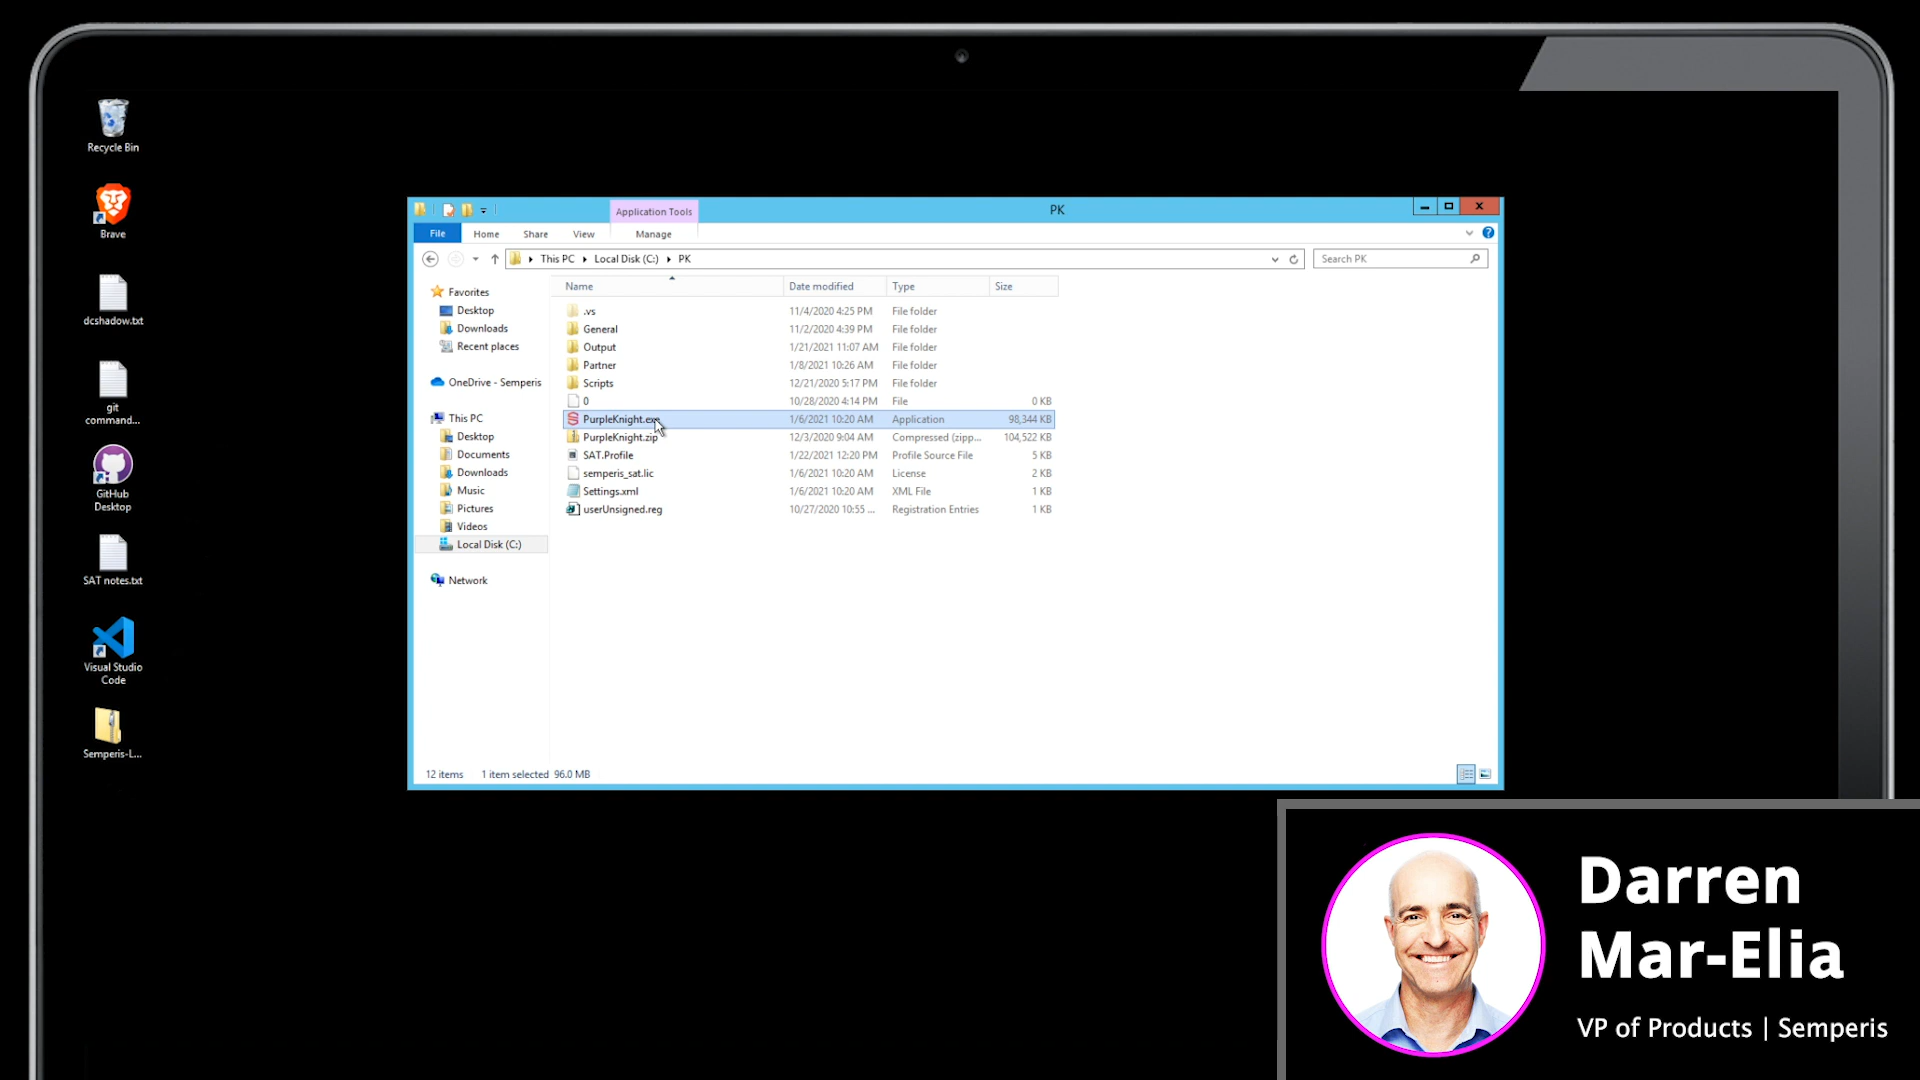 Recycle Bin
Brave
dcshadow.txt
git
command...
GitHub
Desktop
SAT notes.txt
Visual Studio
Code
Semperis-L...
Application Tools
PK
File Home Share View Manage
This PC Local Disk (C:) PK
Search PK
Name Date modified Type Size
Favorites
Desktop
Downloads
Recent places
OneDrive - Semperis
This PC
Desktop
Documents
Downloads
Music
Pictures
Videos
Local Disk (C:)
Network
.vs 11/4/2020 4:25 PM File folder
General 11/2/2020 4:39 PM File folder
Output 1/21/2021 11:07 AM File folder
Partner 1/8/2021 10:26 AM File folder
Scripts 12/21/2020 5:17 PM File folder
0 10/28/2020 4:14 PM File 0 KB
PurpleKnight.exe 1/6/2021 10:20 AM Application 98,344 KB
PurpleKnight.zip 12/3/2020 9:04 AM Compressed (zipp... 104,522 KB
SAT.Profile 1/22/2021 12:20 PM Profile Source File 5 KB
semperis_sat.lic 1/6/2021 10:20 AM License 2 KB
Settings.xml 1/6/2021 10:20 AM XML File 1 KB
userUnsigned.reg 10/27/2020 10:55 ... Registration Entries 1 KB
12 items 1 item selected 96.0 MB
Darren
Mar-Elia
VP of Products | Semperis